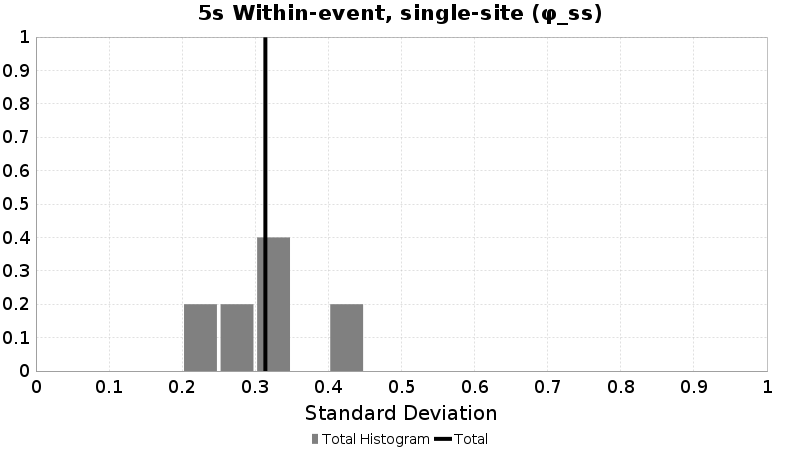 5s Within-event, single-site (φ_ss)
1
0.9
0.8
0.7
0.6
0.5
0.4
0.3
0.2
0.1
0
0 0.1 0.2 0.3 0.4 0.5 0.6 0.7 0.8 0.9 1
Standard Deviation
Total Histogram Total